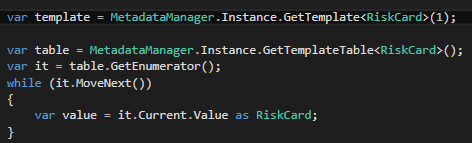 var template = MetadataManager.Instance.GetTemplate<RiskCard>(1);
var table = MetadataManager.Instance.GetTemplateTable<RiskCard>();
var it = table.GetEnumerator();
while (it.MoveNext())
{
    var value = it.Current.Value as RiskCard;
}